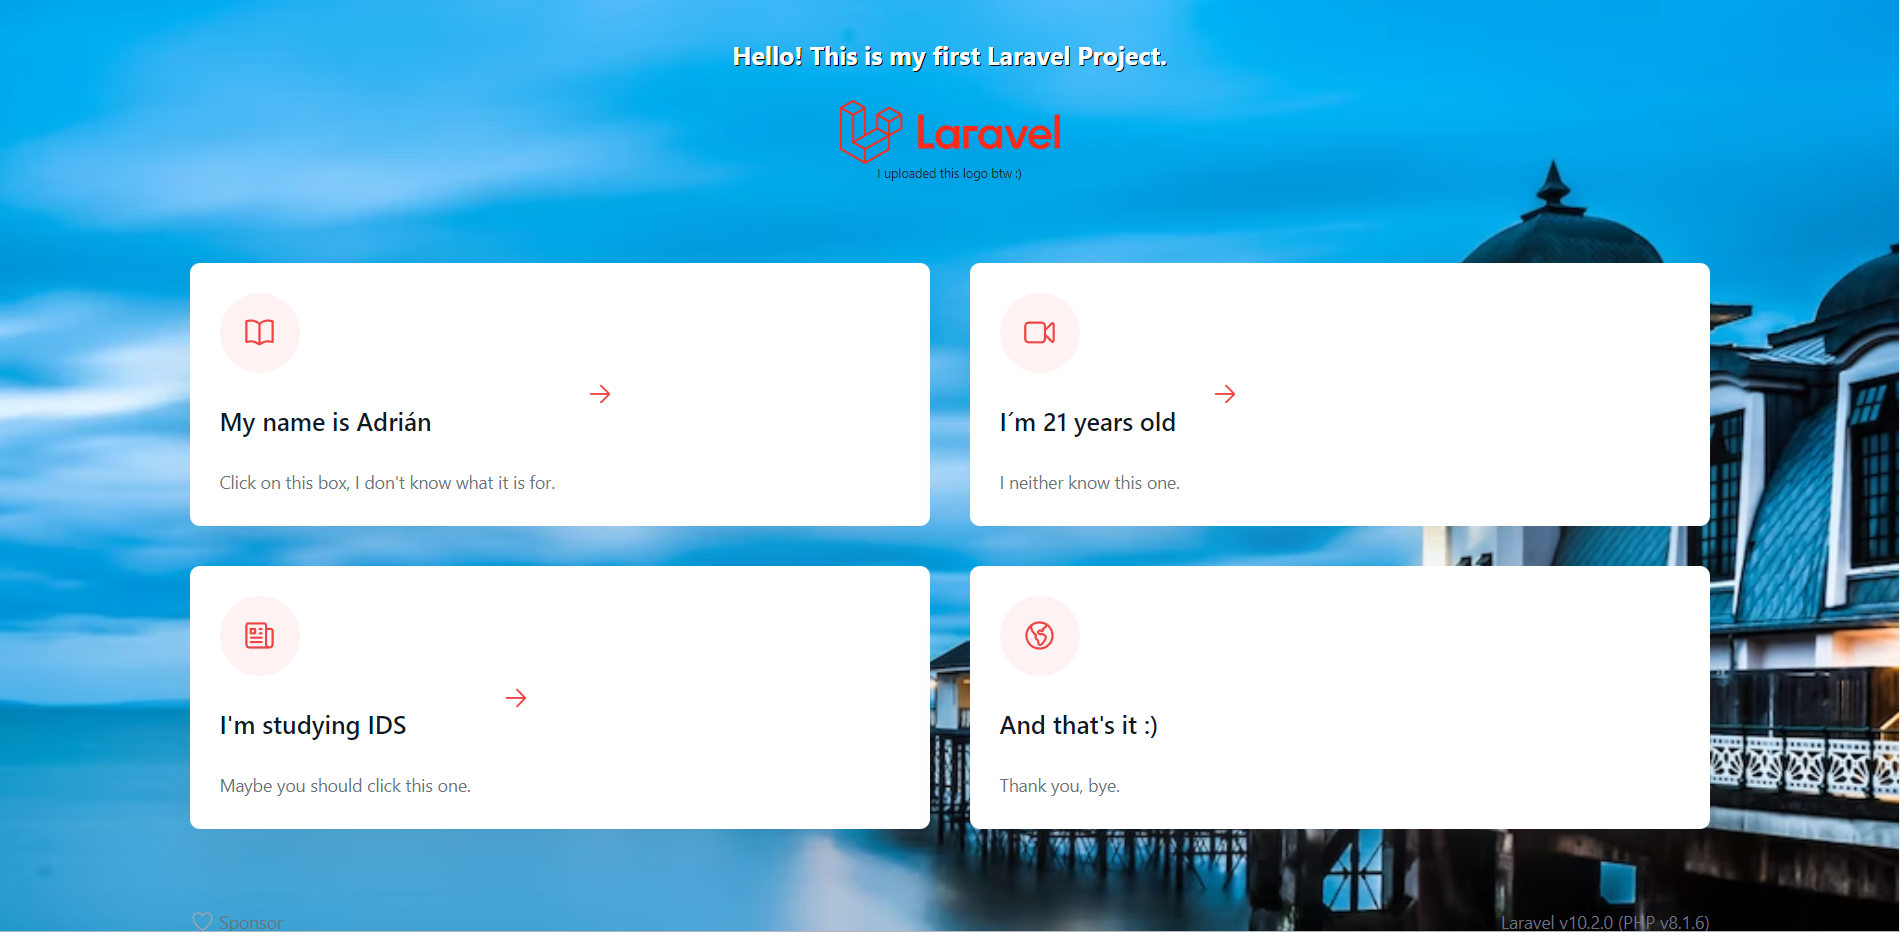 Hello! This is my first Laravel Project.
Laravel
I uploaded this logo btw :)
My name is Adrián
Click on this box, I don't know what it is for.
I´m 21 years old
I neither know this one.
I'm studying IDS
Maybe you should click this one.
And that's it :)
Thank you, bye.
Sponsor
Laravel v10.2.0 (PHP v8.1.6)